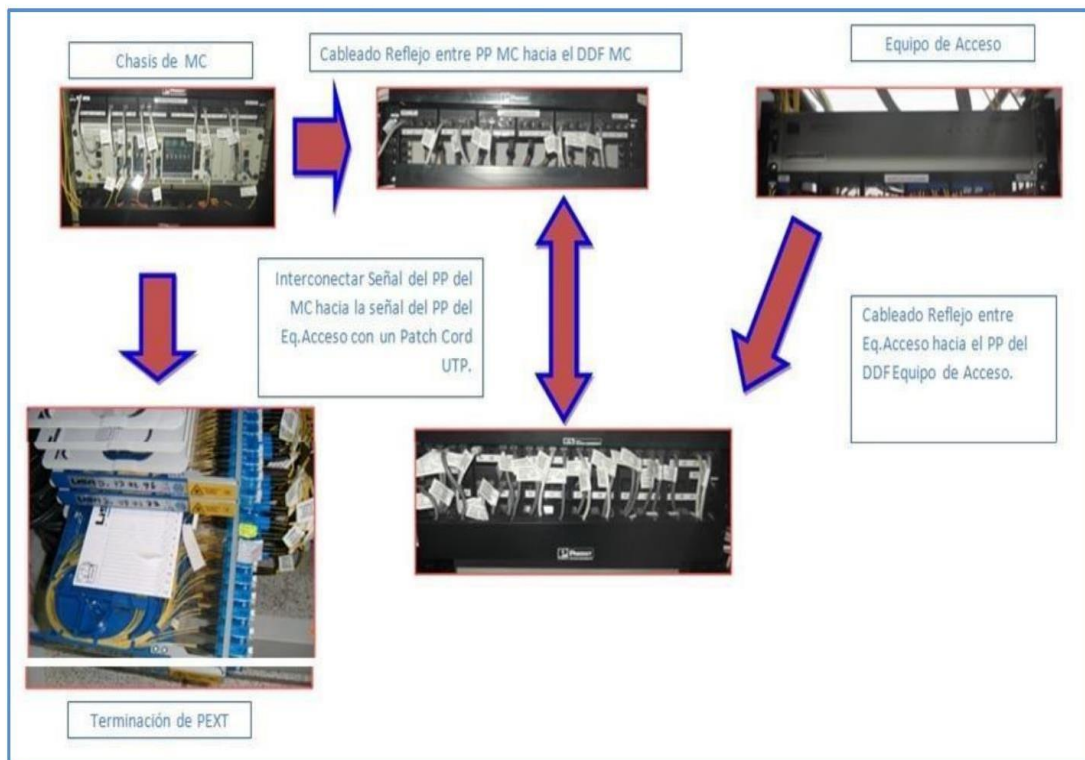 Chasis de MC
Cableado Reflejo entre PP MC hacia el DDF MC
Equipo de Acceso
Interconectar Señal del PP del
MC hacia la señal del PP del
Eq.Acceso con un Patch Cord
UTP.
Cableado Reflejo entre
Eq.Acceso hacia el PP del
DDF Equipo de Acceso.
PANDUIT
Terminación de PEXT